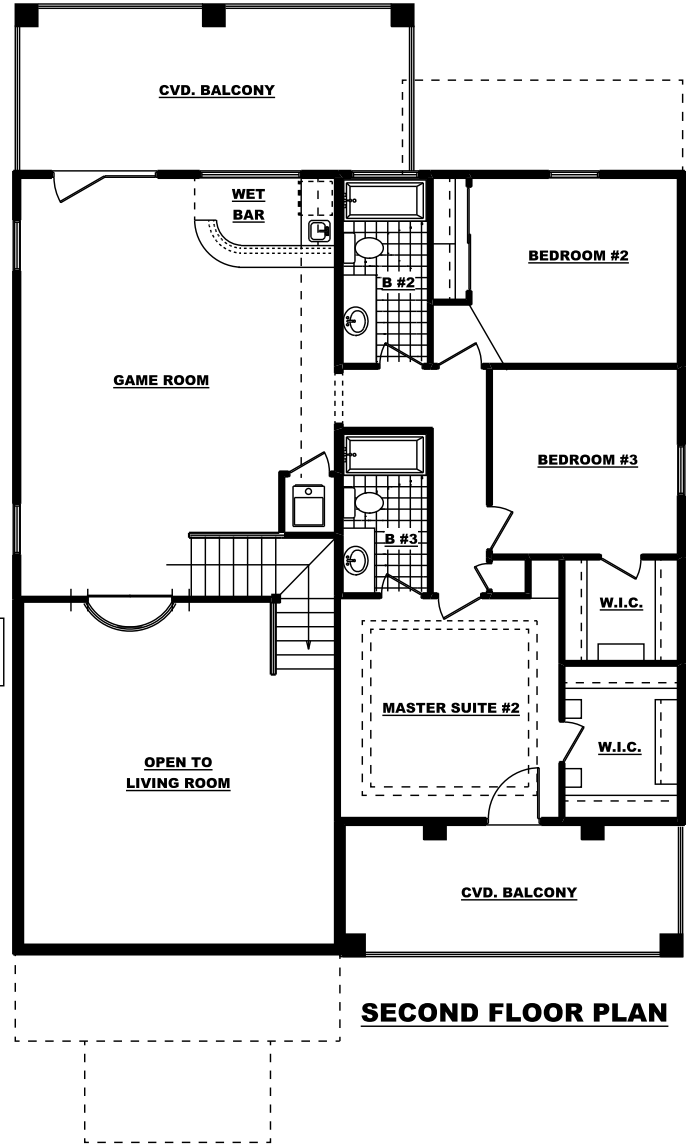 CVD. BALCONY
WET
BAR
BEDROOM #2
B #2
GAME ROOM
BEDROOM #3
B #3
W.I.C.
MASTER SUITE #2
W.I.C.
OPEN TO
LIVING ROOM
CVD. BALCONY
SECOND FLOOR PLAN